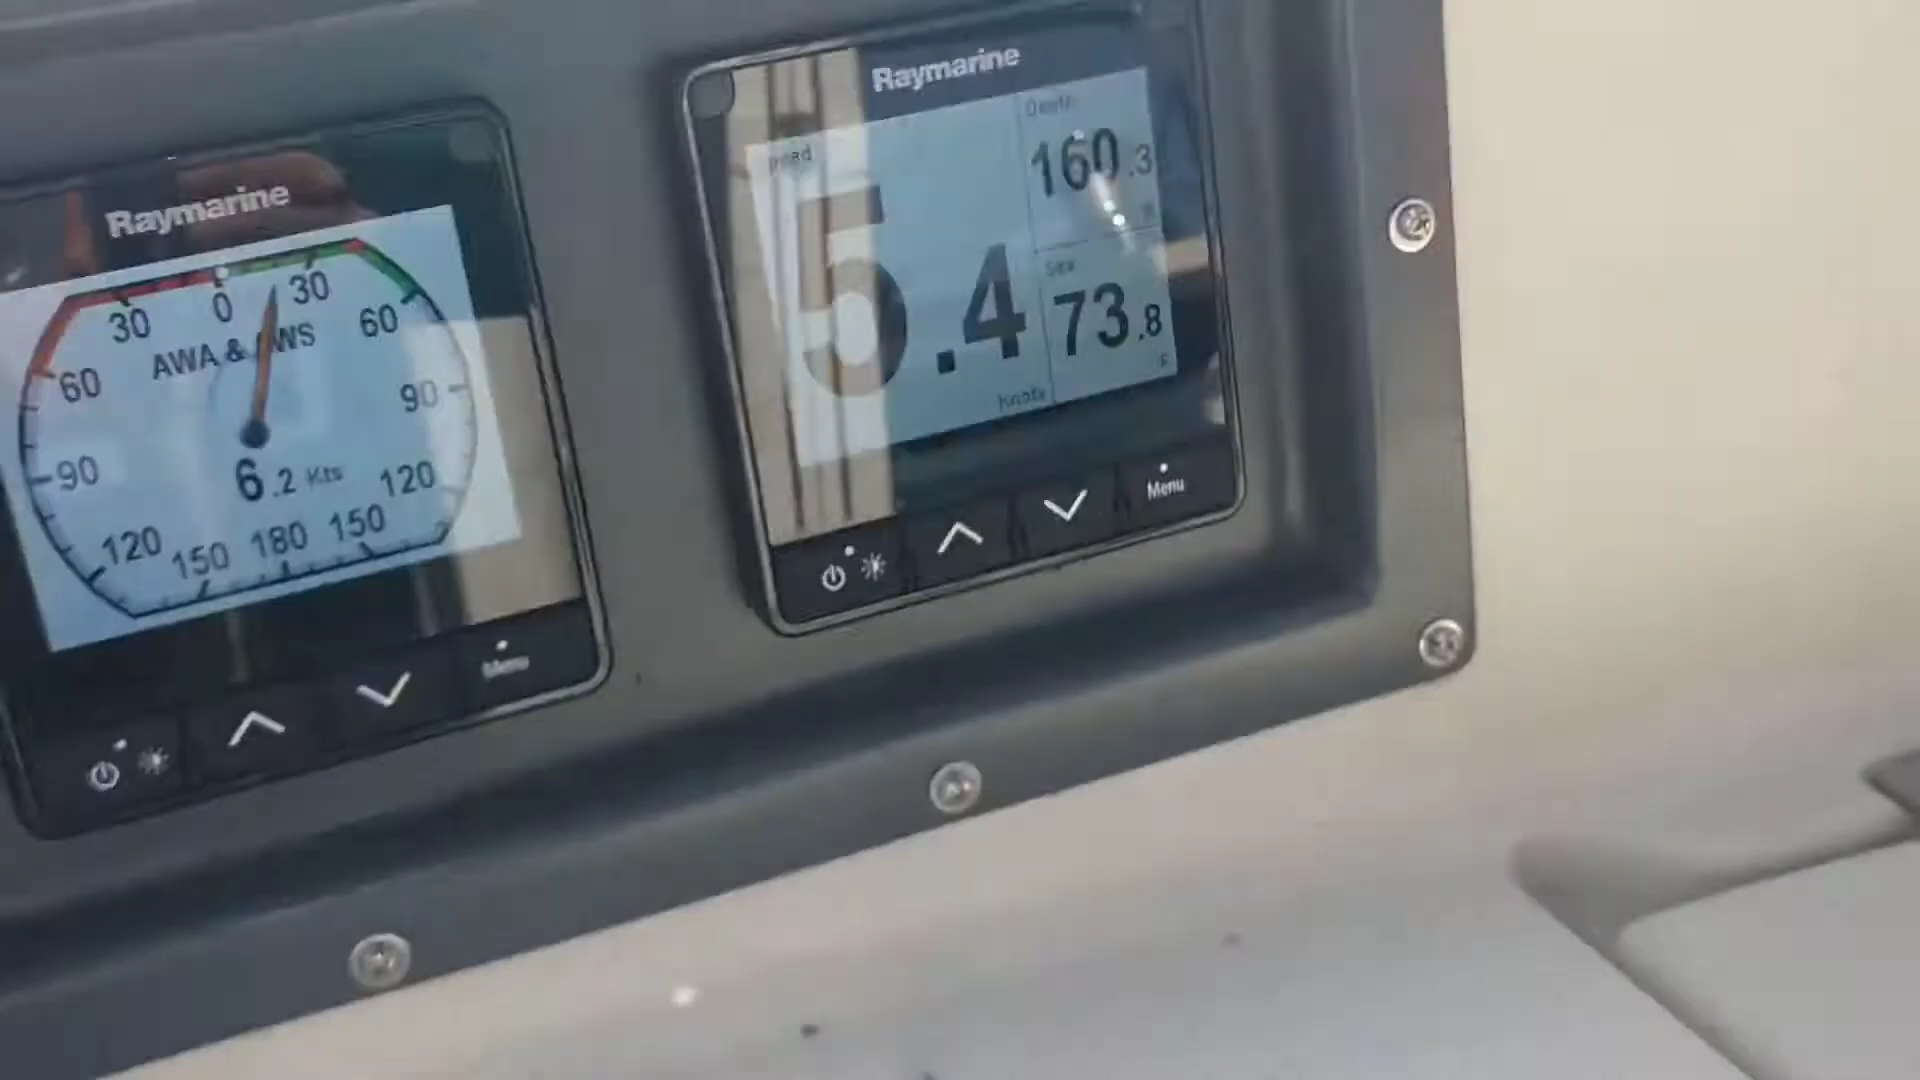 Raymarine
30 0 30
60 AWA & AWS 60
90 90
6.2 Kts
120 120
150 180 150
Menu
Raymarine
Depth
160.3
Speed
5.4
Knots
Sea
73.8
F
Menu